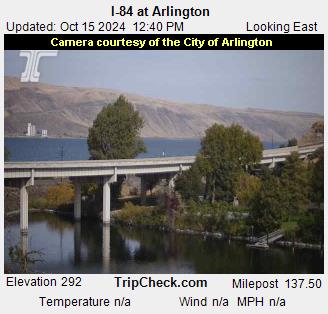 I-84 at Arlington
Updated: Oct 15 2024 12:40 PM Looking East
Camera courtesy of the City of Arlington
Elevation 292 TripCheck.com Milepost 137.50
Temperature n/a Wind n/a MPH n/a